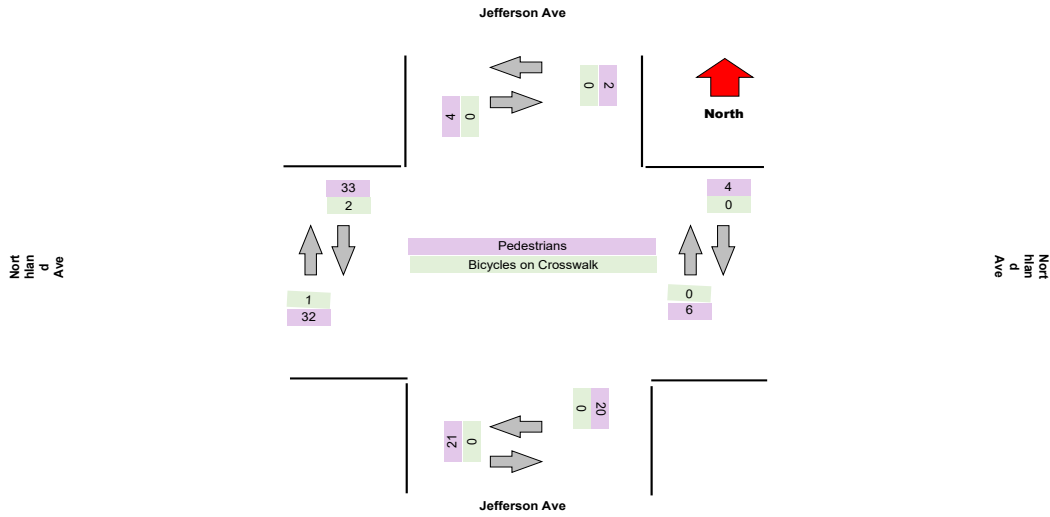 Jefferson Ave
0
2
4
0
North
33
2
4
0
Pedestrians
Bicycles on Crosswalk
Nort
hlan
d
Ave
Nort
hlan
d
Ave
1
32
0
6
0
20
21
0
Jefferson Ave